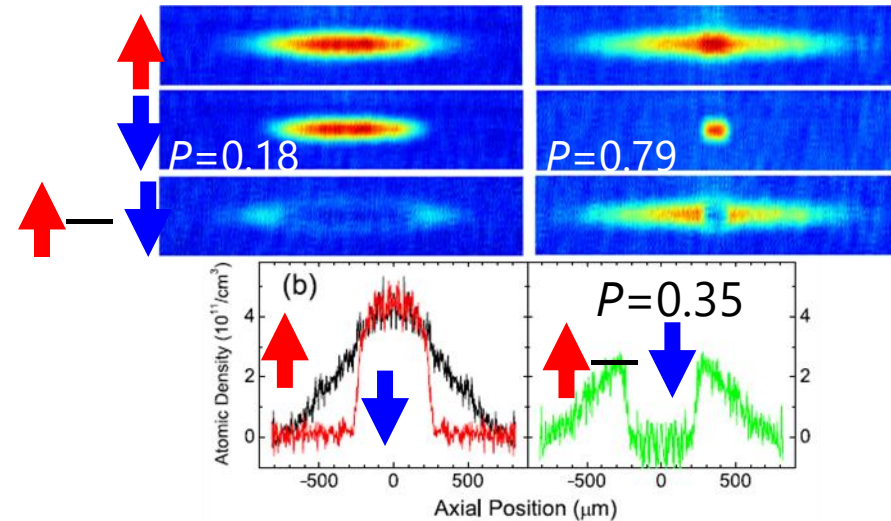 P=0.18
P=0.79
(b)
P=0.35
Atomic Density (10¹¹/cm³)
4
2
0
4
2
0
-500
0
500
-500
0
500
Axial Position (μm)